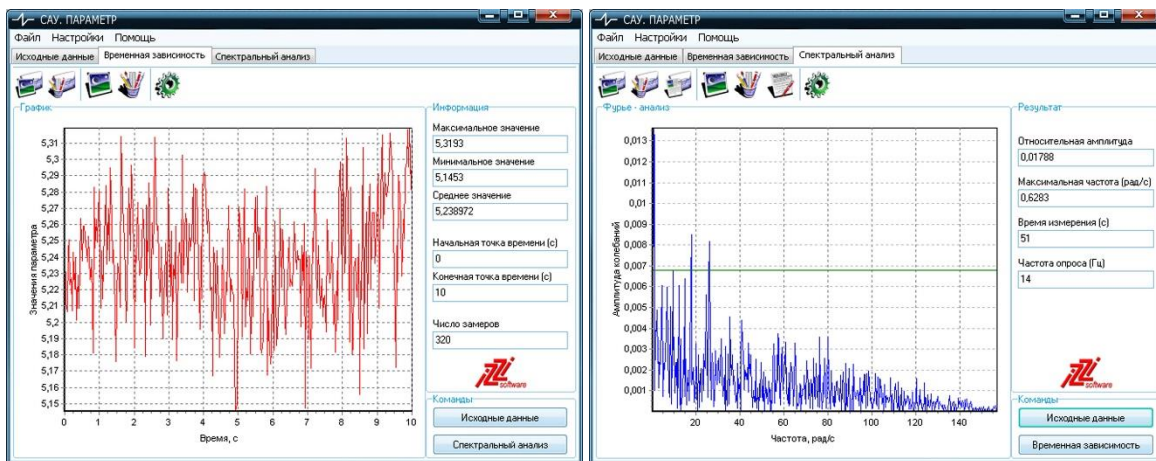 САУ. ПАРАМЕТР
Файл Настройки Помощь
Исходные данные Временная зависимость Спектральный анализ
График
Значения параметра
5,31
5,3
5,29
5,28
5,27
5,26
5,25
5,24
5,23
5,22
5,21
5,2
5,19
5,18
5,17
5,16
5,15
0 1 2 3 4 5 6 7 8 9 10
Время, с
Информация
Максимальное значение
5,3193
Минимальное значение
5,1453
Среднее значение
5,238972
Начальная точка времени (с)
0
Конечная точка времени (с)
10
Число замеров
320
izzi
software
Команды
Исходные данные
Спектральный анализ
САУ. ПАРАМЕТР
Файл Настройки Помощь
Исходные данные Временная зависимость Спектральный анализ
Фурье - анализ
Амплитуда колебаний
0,013
0,012
0,011
0,01
0,009
0,008
0,007
0,006
0,005
0,004
0,003
0,002
0,001
20 40 60 80 100 120 140
Частота, рад/с
Результат
Относительная амплитуда
0,01788
Максимальная частота (рад/с)
0,6283
Время измерения (с)
51
Частота опроса (Гц)
14
izzi
software
Команды
Исходные данные
Временная зависимость